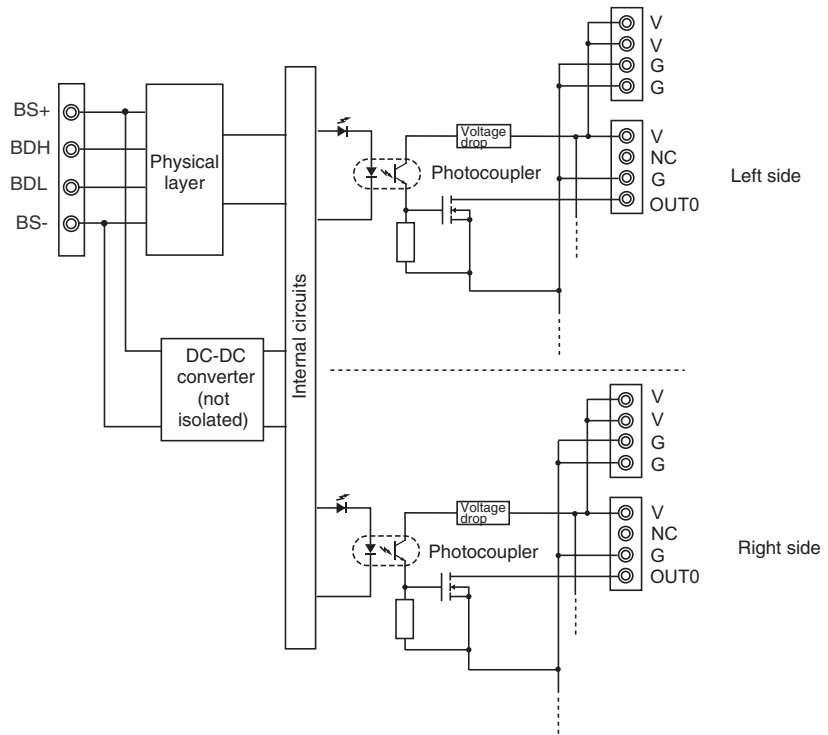 V
V
G
G
BS+
BDH
BDL
BS-
Physical
layer
Voltage
drop
Photocoupler
V
NC
G
OUT0
Left side
Internal circuits
DC-DC
converter
(not
isolated)
V
V
G
G
Voltage
drop
Photocoupler
V
NC
G
OUT0
Right side